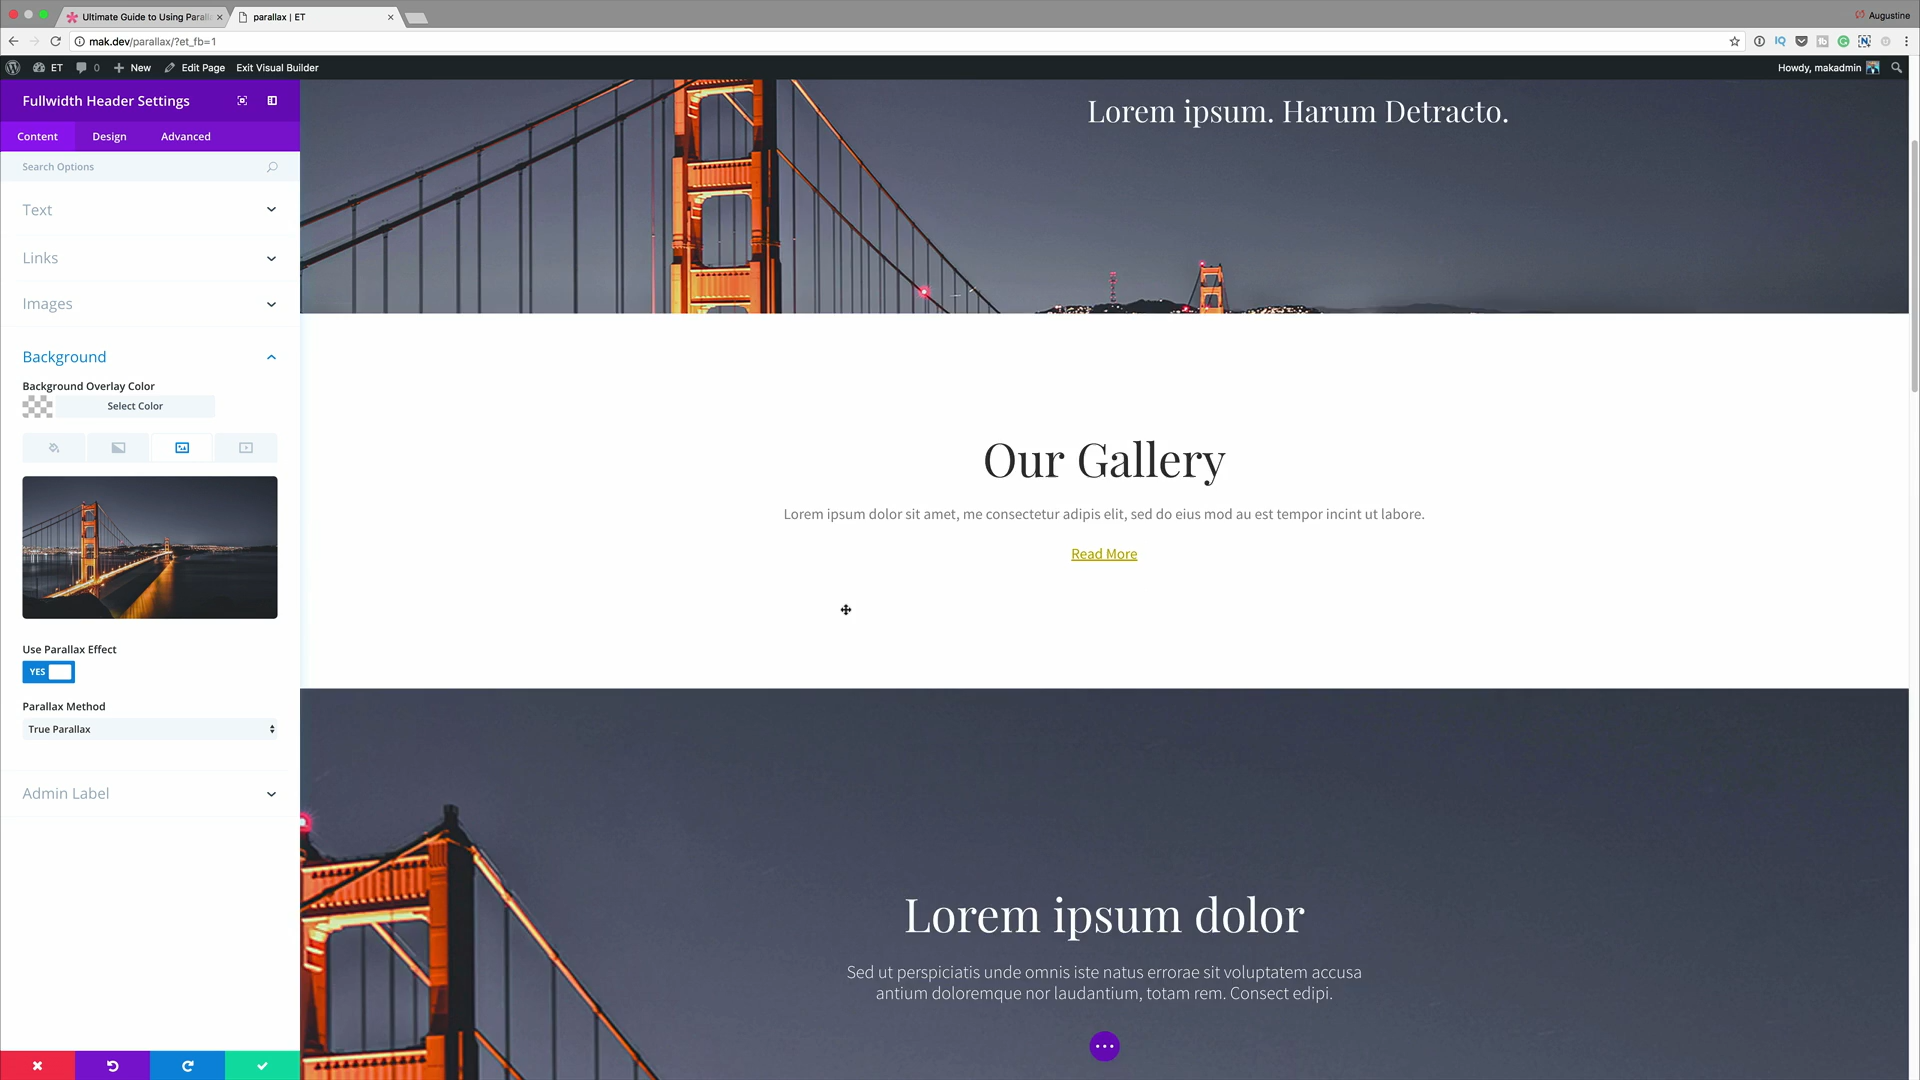 Ultimate Guide to Using Paral
parallax | ET
Augustine
mak.dev/parallax/?et_fb=1
IQ
ET
0
New
Edit Page
Exit Visual Builder
Howdy, makadmin
Fullwidth Header Settings
Content
Design
Advanced
Search Options
Text
Links
Images
Background
Background Overlay Color
Select Color
Use Parallax Effect
YES
Parallax Method
True Parallax
Admin Label
Lorem ipsum. Harum Detracto.
Our Gallery
Lorem ipsum dolor sit amet, me consectetur adipis elit, sed do eius mod au est tempor incint ut labore.
Read More
Lorem ipsum dolor
Sed ut perspiciatis unde omnis iste natus errorae sit voluptatem accusa
antium doloremque nor laudantium, totam rem. Consect edipi.